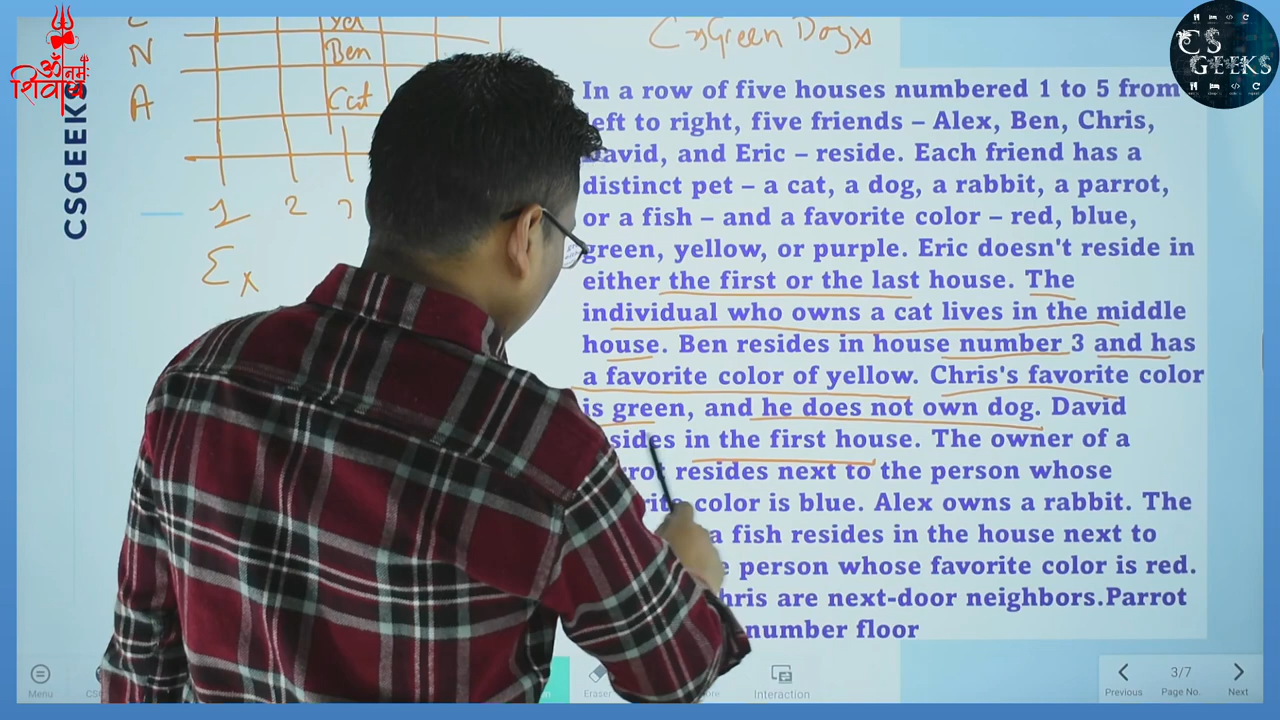 ॐ नमः
शिवाय
CSGEEKS
CS
GEEKS
Yel
N Ben
A Cat
1 2 3
E x
C → Green Dog x
In a row of five houses numbered 1 to 5 from
left to right, five friends – Alex, Ben, Chris,
David, and Eric – reside. Each friend has a
distinct pet – a cat, a dog, a rabbit, a parrot,
or a fish – and a favorite color – red, blue,
green, yellow, or purple. Eric doesn't reside in
either the first or the last house. The
individual who owns a cat lives in the middle
house. Ben resides in house number 3 and has
a favorite color of yellow. Chris's favorite color
is green, and he does not own dog. David
sides in the first house. The owner of a
rrot resides next to the person whose
rite color is blue. Alex owns a rabbit. The
a fish resides in the house next to
e person whose favorite color is red.
hris are next-door neighbors.Parrot
number floor
Menu
Eraser
Interaction
3/7
Previous Page No. Next